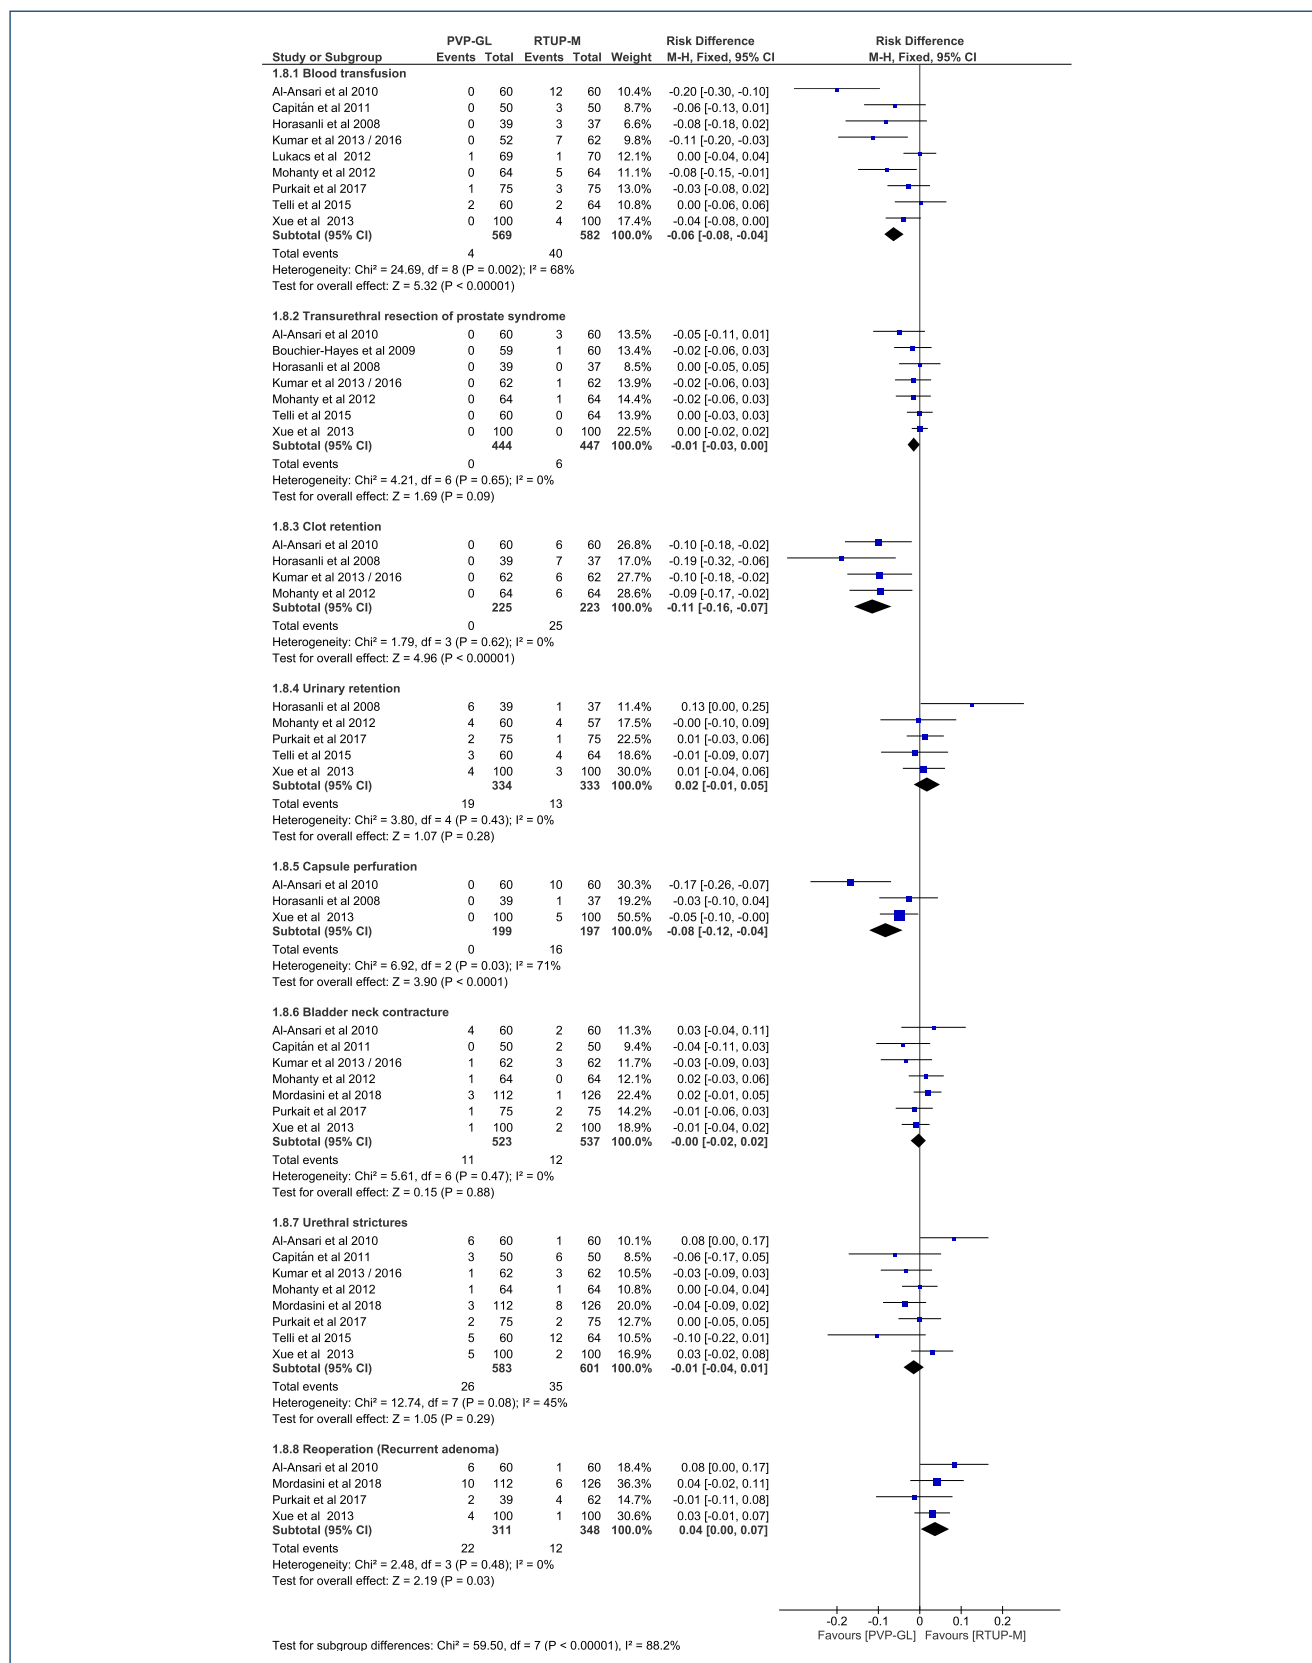 PVP-GL RTUP-M Risk Difference Risk Difference
Study or Subgroup Events Total Events Total Weight M-H, Fixed, 95% CI M-H, Fixed, 95% CI
1.8.1 Blood transfusion
Al-Ansari et al 2010 0 60 12 60 10.4% -0.20 [-0.30, -0.10]
Capitán et al 2011 0 50 3 50 8.7% -0.06 [-0.13, 0.01]
Horasanli et al 2008 0 39 3 37 6.6% -0.08 [-0.18, 0.02]
Kumar et al 2013 / 2016 0 52 7 62 9.8% -0.11 [-0.20, -0.03]
Lukacs et al 2012 1 69 1 70 12.1% 0.00 [-0.04, 0.04]
Mohanty et al 2012 0 64 5 64 11.1% -0.08 [-0.15, -0.01]
Purkait et al 2017 1 75 3 75 13.0% -0.03 [-0.08, 0.02]
Telli et al 2015 2 60 2 64 10.8% 0.00 [-0.06, 0.06]
Xue et al 2013 0 100 4 100 17.4% -0.04 [-0.08, 0.00]
Subtotal (95% CI) 569 582 100.0% -0.06 [-0.08, -0.04]
Total events 4 40
Heterogeneity: Chi² = 24.69, df = 8 (P = 0.002); I² = 68%
Test for overall effect: Z = 5.32 (P < 0.00001)
1.8.2 Transurethral resection of prostate syndrome
Al-Ansari et al 2010 0 60 3 60 13.5% -0.05 [-0.11, 0.01]
Bouchier-Hayes et al 2009 0 59 1 60 13.4% -0.02 [-0.06, 0.03]
Horasanli et al 2008 0 39 0 37 8.5% 0.00 [-0.05, 0.05]
Kumar et al 2013 / 2016 0 62 1 62 13.9% -0.02 [-0.06, 0.03]
Mohanty et al 2012 0 64 1 64 14.4% -0.02 [-0.06, 0.03]
Telli et al 2015 0 60 0 64 13.9% 0.00 [-0.03, 0.03]
Xue et al 2013 0 100 0 100 22.5% 0.00 [-0.02, 0.02]
Subtotal (95% CI) 444 447 100.0% -0.01 [-0.03, 0.00]
Total events 0 6
Heterogeneity: Chi² = 4.21, df = 6 (P = 0.65); I² = 0%
Test for overall effect: Z = 1.69 (P = 0.09)
1.8.3 Clot retention
Al-Ansari et al 2010 0 60 6 60 26.8% -0.10 [-0.18, -0.02]
Horasanli et al 2008 0 39 7 37 17.0% -0.19 [-0.32, -0.06]
Kumar et al 2013 / 2016 0 62 6 62 27.7% -0.10 [-0.18, -0.02]
Mohanty et al 2012 0 64 6 64 28.6% -0.09 [-0.17, -0.02]
Subtotal (95% CI) 225 223 100.0% -0.11 [-0.16, -0.07]
Total events 0 25
Heterogeneity: Chi² = 1.79, df = 3 (P = 0.62); I² = 0%
Test for overall effect: Z = 4.96 (P < 0.00001)
1.8.4 Urinary retention
Horasanli et al 2008 6 39 1 37 11.4% 0.13 [0.00, 0.25]
Mohanty et al 2012 4 60 4 57 17.5% -0.00 [-0.10, 0.09]
Purkait et al 2017 2 75 1 75 22.5% 0.01 [-0.03, 0.06]
Telli et al 2015 3 60 4 64 18.6% -0.01 [-0.09, 0.07]
Xue et al 2013 4 100 3 100 30.0% 0.01 [-0.04, 0.06]
Subtotal (95% CI) 334 333 100.0% 0.02 [-0.01, 0.05]
Total events 19 13
Heterogeneity: Chi² = 3.80, df = 4 (P = 0.43); I² = 0%
Test for overall effect: Z = 1.07 (P = 0.28)
1.8.5 Capsule perfuration
Al-Ansari et al 2010 0 60 10 60 30.3% -0.17 [-0.26, -0.07]
Horasanli et al 2008 0 39 1 37 19.2% -0.03 [-0.10, 0.04]
Xue et al 2013 0 100 5 100 50.5% -0.05 [-0.10, -0.00]
Subtotal (95% CI) 199 197 100.0% -0.08 [-0.12, -0.04]
Total events 0 16
Heterogeneity: Chi² = 6.92, df = 2 (P = 0.03); I² = 71%
Test for overall effect: Z = 3.90 (P < 0.0001)
1.8.6 Bladder neck contracture
Al-Ansari et al 2010 4 60 2 60 11.3% 0.03 [-0.04, 0.11]
Capitán et al 2011 0 50 2 50 9.4% -0.04 [-0.11, 0.03]
Kumar et al 2013 / 2016 1 62 3 62 11.7% -0.03 [-0.09, 0.03]
Mohanty et al 2012 1 64 0 64 12.1% 0.02 [-0.03, 0.06]
Mordasini et al 2018 3 112 1 126 22.4% 0.02 [-0.01, 0.05]
Purkait et al 2017 1 75 2 75 14.2% -0.01 [-0.06, 0.03]
Xue et al 2013 1 100 2 100 18.9% -0.01 [-0.04, 0.02]
Subtotal (95% CI) 523 537 100.0% -0.00 [-0.02, 0.02]
Total events 11 12
Heterogeneity: Chi² = 5.61, df = 6 (P = 0.47); I² = 0%
Test for overall effect: Z = 0.15 (P = 0.88)
1.8.7 Urethral strictures
Al-Ansari et al 2010 6 60 1 60 10.1% 0.08 [0.00, 0.17]
Capitán et al 2011 3 50 6 50 8.5% -0.06 [-0.17, 0.05]
Kumar et al 2013 / 2016 1 62 3 62 10.5% -0.03 [-0.09, 0.03]
Mohanty et al 2012 1 64 1 64 10.8% 0.00 [-0.04, 0.04]
Mordasini et al 2018 3 112 8 126 20.0% -0.04 [-0.09, 0.02]
Purkait et al 2017 2 75 2 75 12.7% 0.00 [-0.05, 0.05]
Telli et al 2015 5 60 12 64 10.5% -0.10 [-0.22, 0.01]
Xue et al 2013 5 100 2 100 16.9% 0.03 [-0.02, 0.08]
Subtotal (95% CI) 583 601 100.0% -0.01 [-0.04, 0.01]
Total events 26 35
Heterogeneity: Chi² = 12.74, df = 7 (P = 0.08); I² = 45%
Test for overall effect: Z = 1.05 (P = 0.29)
1.8.8 Reoperation (Recurrent adenoma)
Al-Ansari et al 2010 6 60 1 60 18.4% 0.08 [0.00, 0.17]
Mordasini et al 2018 10 112 6 126 36.3% 0.04 [-0.02, 0.11]
Purkait et al 2017 2 39 4 62 14.7% -0.01 [-0.11, 0.08]
Xue et al 2013 4 100 1 100 30.6% 0.03 [-0.01, 0.07]
Subtotal (95% CI) 311 348 100.0% 0.04 [0.00, 0.07]
Total events 22 12
Heterogeneity: Chi² = 2.48, df = 3 (P = 0.48); I² = 0%
Test for overall effect: Z = 2.19 (P = 0.03)
-0.2 -0.1 0 0.1 0.2
Favours [PVP-GL] Favours [RTUP-M]
Test for subgroup differences: Chi² = 59.50, df = 7 (P < 0.00001), I² = 88.2%